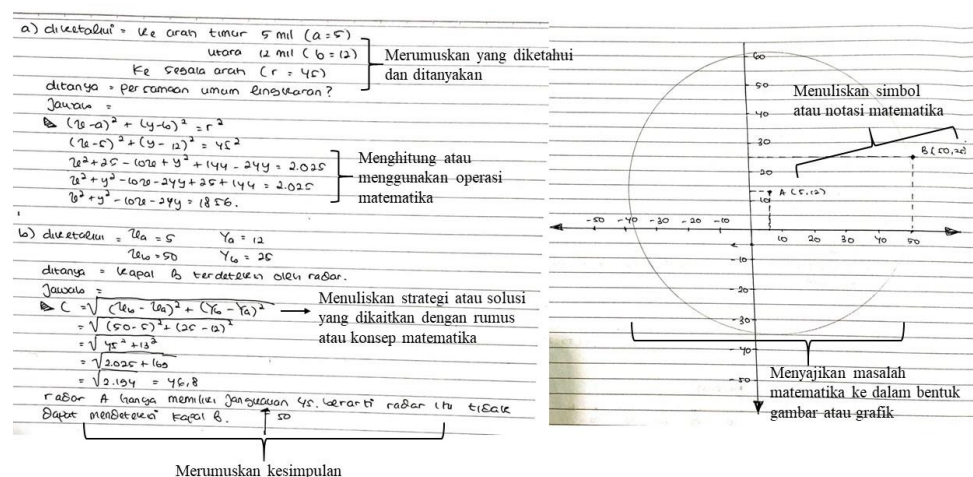 a) diketahui = ke arah timur 5 mil (a=5)
utara 12 mil (b=12)
ke segala arah (r = 45)
ditanya = persamaan umum lingkaran?
Jawab =
(x-a)² + (y-b)² = r²
(x-5)² + (y-12)² = 45²
x²+25-10x+y²+144-24y = 2.025
x²+y²-10x-24y+25+144 = 2.025
x²+y²-10x-24y = 1856.
Merumuskan yang diketahui
dan ditanyakan
Menghitung atau
menggunakan operasi
matematika
b) diketahui = xa = 5 Ya = 12
xb = 50 Yb = 25
ditanya = kapal B terdeteksi oleh radar.
Jawab =
C = √(xb - xa)² + (Yb - Ya)²
= √(50-5)² + (25-12)²
= √45² + 13²
= √2.025 + 169
= √2.194 = 46,8
radar A hanya memiliki jangkauan 45. berarti radar itu tidak
dapat mendeteksi kapal B.
50
Menuliskan strategi atau solusi
yang dikaitkan dengan rumus
atau konsep matematika
Merumuskan kesimpulan
Menuliskan simbol
atau notasi matematika
60
50
40
30
20
10
B (50,25)
A (5,12)
-50 -40 -30 -20 -10
10 20 30 40 50
-10
-20
-30
-40
-50
Menyajikan masalah
matematika ke dalam bentuk
gambar atau grafik